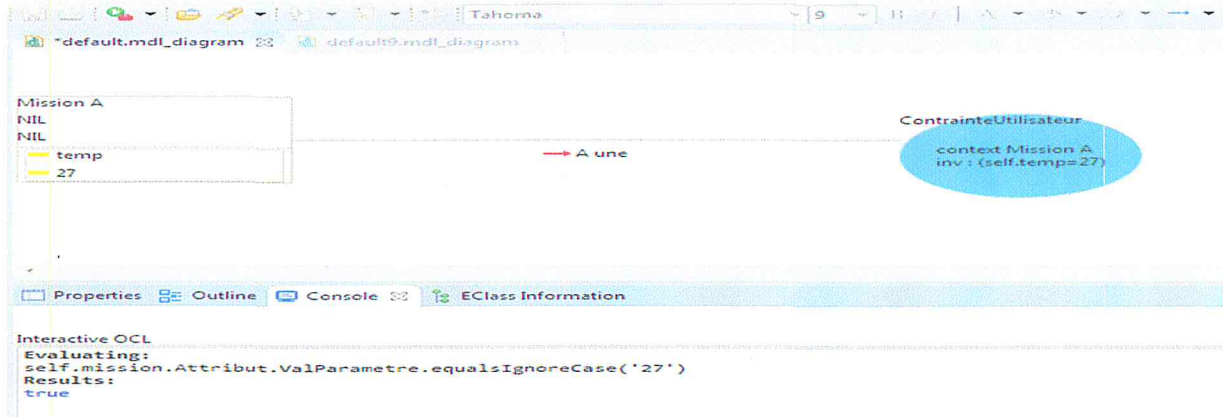 Tahoma 9
*default.mdl_diagram default9.mdl_diagram
Mission A
NIL
NIL
temp
27
A une
ContrainteUtilisateur
context Mission A
inv : (self.temp=27)
Properties Outline Console EClass Information
Interactive OCL
Evaluating:
self.mission.Attribut.ValParametre.equalsIgnoreCase('27')
Results:
true